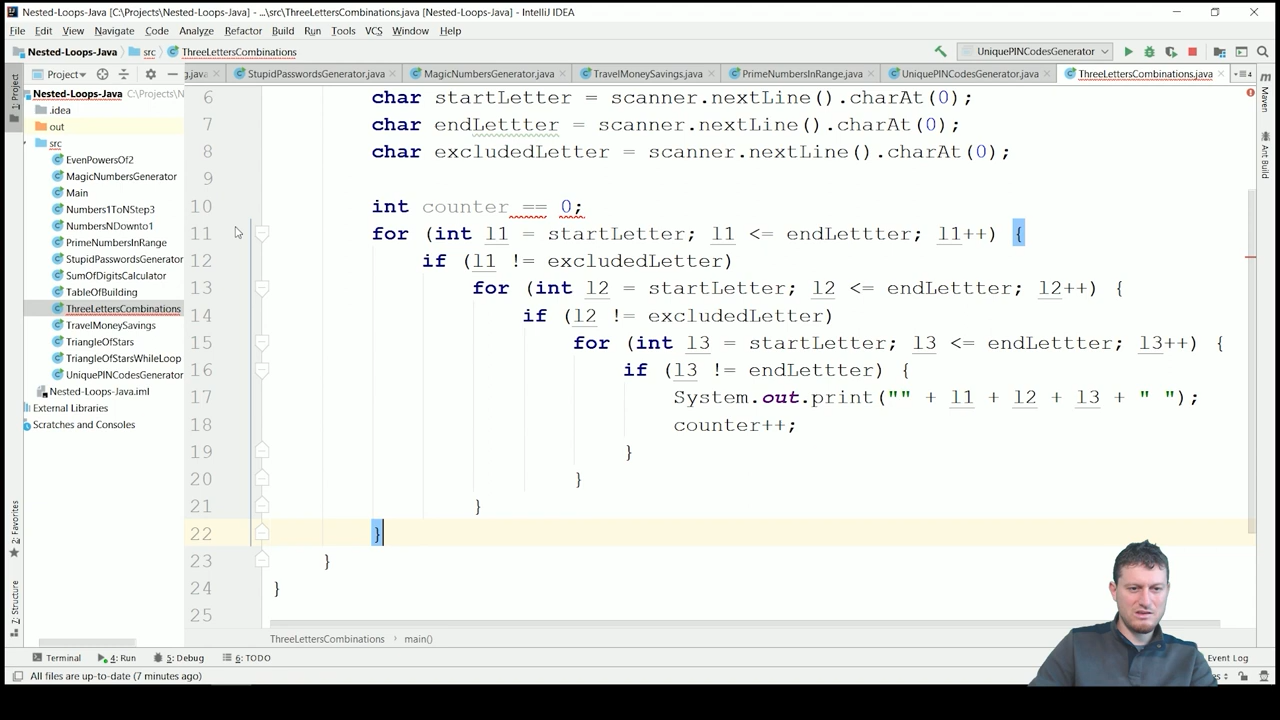 Nested-Loops-Java [C:\Projects\Nested-Loops-Java] - ...\src\ThreeLettersCombinations.java [Nested-Loops-Java] - IntelliJ IDEA
File Edit View Navigate Code Analyze Refactor Build Run Tools VCS Window Help
Nested-Loops-Java src ThreeLettersCombinations UniquePINCodesGenerator
Project g.java StupidPasswordsGenerator.java MagicNumbersGenerator.java TravelMoneySavings.java PrimeNumbersInRange.java UniquePINCodesGenerator.java ThreeLettersCombinations.java 4
1: Project
Nested-Loops-Java C:\Projects\N
.idea
out
src
EvenPowersOf2
MagicNumbersGenerator
Main
Numbers1ToNStep3
NumbersNDownto1
PrimeNumbersInRange
StupidPasswordsGenerator
SumOfDigitsCalculator
TableOfBuilding
ThreeLettersCombinations
TravelMoneySavings
TriangleOfStars
TriangleOfStarsWhileLoop
UniquePINCodesGenerator
Nested-Loops-Java.iml
External Libraries
Scratches and Consoles
2: Favorites
Z: Structure
6 char startLetter = scanner.nextLine().charAt(0);
7 char endLettter = scanner.nextLine().charAt(0);
8 char excludedLetter = scanner.nextLine().charAt(0);
9
10 int counter == 0;
11 for (int l1 = startLetter; l1 <= endLettter; l1++) {
12 if (l1 != excludedLetter)
13 for (int l2 = startLetter; l2 <= endLettter; l2++) {
14 if (l2 != excludedLetter)
15 for (int l3 = startLetter; l3 <= endLettter; l3++) {
16 if (l3 != endLettter) {
17 System.out.print("" + l1 + l2 + l3 + " ");
18 counter++;
19 }
20 }
21 }
22 }
23 }
24 }
25
Maven
Ant Build
ThreeLettersCombinations › main()
Terminal 4: Run 5: Debug 6: TODO Event Log
All files are up-to-date (7 minutes ago)